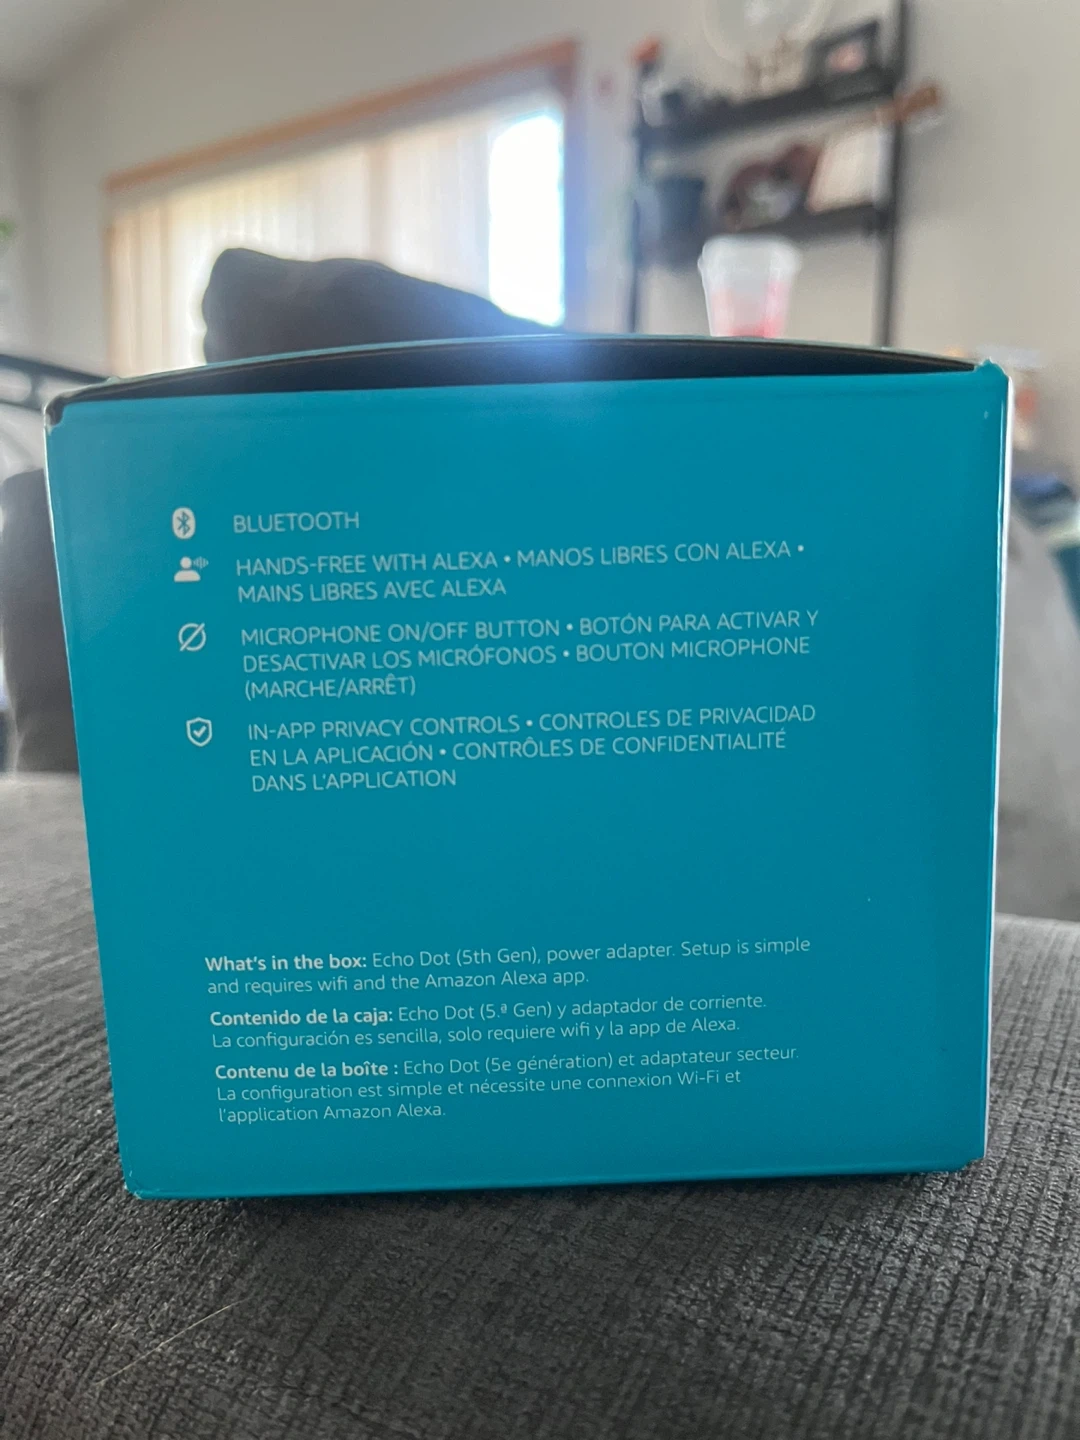 BLUETOOTH
HANDS-FREE WITH ALEXA • MANOS LIBRES CON ALEXA •
MAINS LIBRES AVEC ALEXA
MICROPHONE ON/OFF BUTTON • BOTÓN PARA ACTIVAR Y
DESACTIVAR LOS MICRÓFONOS • BOUTON MICROPHONE
(MARCHE/ARRÊT)
IN-APP PRIVACY CONTROLS • CONTROLES DE PRIVACIDAD
EN LA APLICACIÓN • CONTRÔLES DE CONFIDENTIALITÉ
DANS L'APPLICATION
What's in the box: Echo Dot (5th Gen), power adapter. Setup is simple
and requires wifi and the Amazon Alexa app.
Contenido de la caja: Echo Dot (5.ª Gen) y adaptador de corriente.
La configuración es sencilla, solo requiere wifi y la app de Alexa.
Contenu de la boîte : Echo Dot (5e génération) et adaptateur secteur.
La configuration est simple et nécessite une connexion Wi-Fi et
l'application Amazon Alexa.